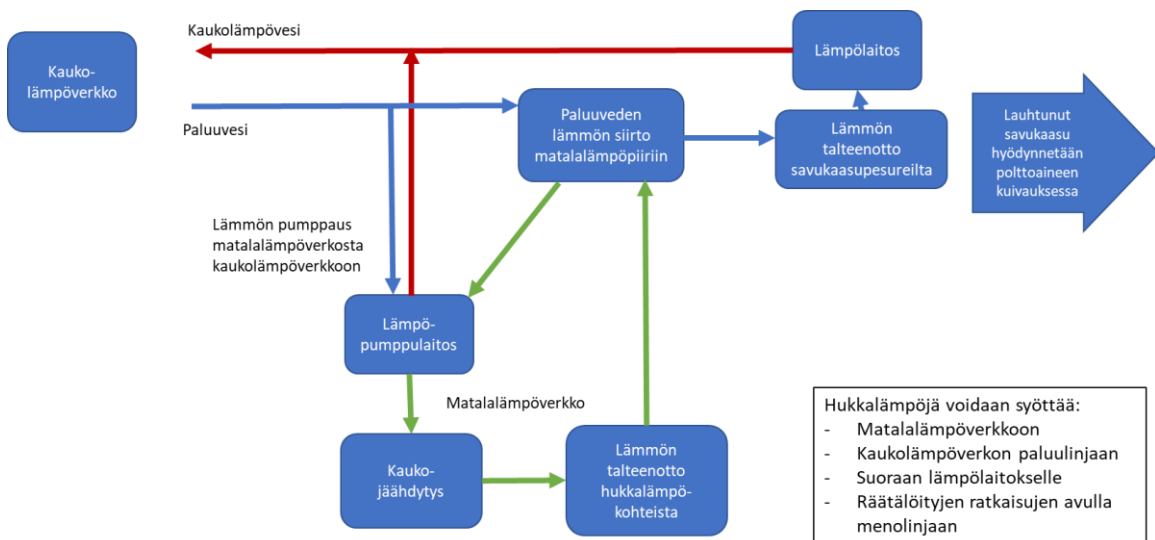 Kaukolämpövesi
Kauko-
lämpöverkko
Lämpölaitos
Paluuvesi
Paluuveden
lämmön siirto
matalalämpöpiiriin
Lämmön
talteenotto
savukaasupesureilta
Lauhtunut
savukaasu
hyödynnetään
polttoaineen
kuivauksessa
Lämmön pumppaus
matalalämpöverkosta
kaukolämpöverkkoon
Lämpö-
pumppulaitos
Matalalämpöverkko
Kauko-
jäähdytys
Lämmön
talteenotto
hukkalämpö-
kohteista
Hukkalämpöjä voidaan syöttää:
- Matalalämpöverkkoon
- Kaukolämpöverkon paluulinjaan
- Suoraan lämpölaitokselle
- Räätälöityjen ratkaisujen avulla
menolinjaan